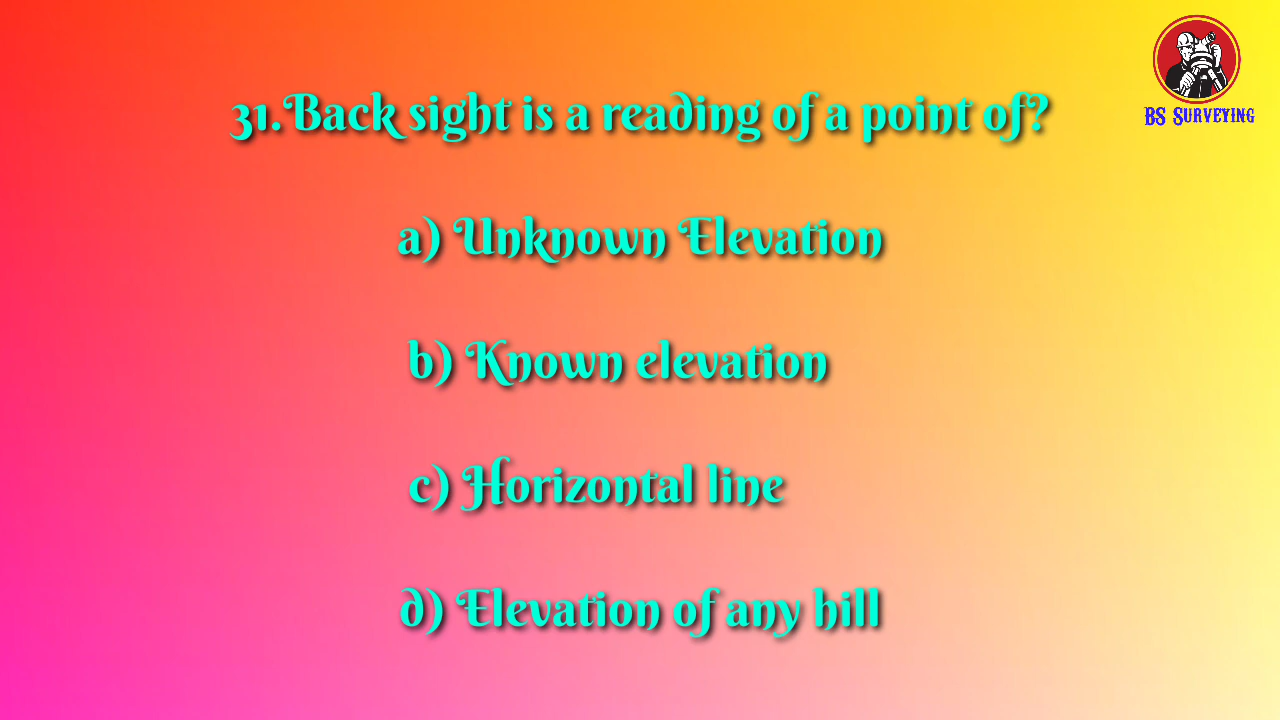 BS Surveying
31.Back sight is a reading of a point of?
a) Unknown Elevation
b) Known elevation
c) Horizontal line
d) Elevation of any hill